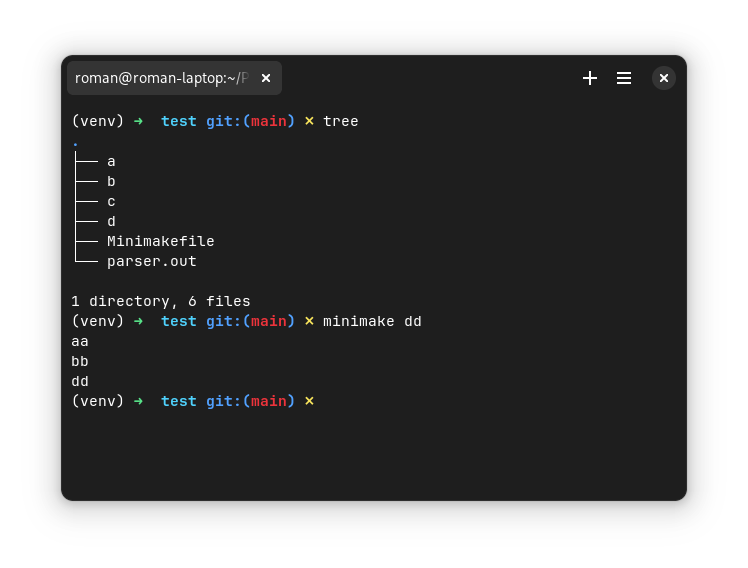 roman@roman-laptop:~/P
(venv) ➜ test git:(main) × tree
.
├── a
├── b
├── c
├── d
├── Minimakefile
└── parser.out
1 directory, 6 files
(venv) ➜ test git:(main) × minimake dd
aa
bb
dd
(venv) ➜ test git:(main) ×